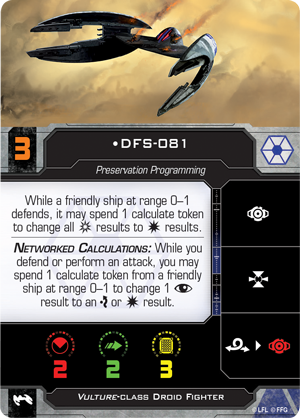 •DFS-081
3
Preservation Programming
While a friendly ship at range 0–1
defends, it may spend 1 calculate token
to change all results to results.
NETWORKED CALCULATIONS: While you
defend or perform an attack, you may
spend 1 calculate token from a friendly
ship at range 0–1 to change 1
result to an or result.
2 2 3
VULTURE-CLASS DROID FIGHTER
© LFL © FFG